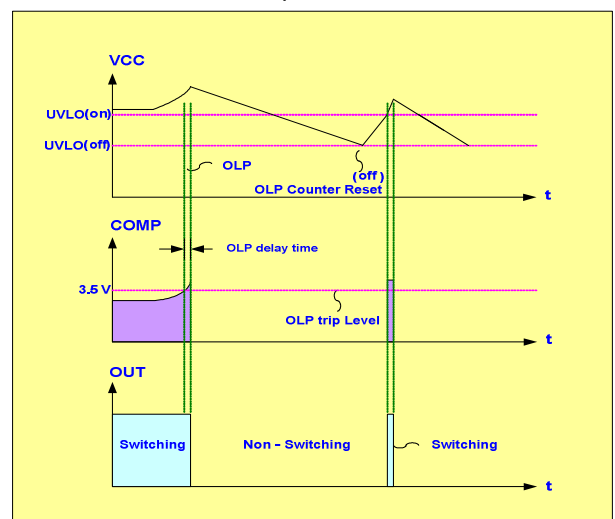 VCC
UVLO(on)
UVLO(off)
OLP
(off)
OLP Counter Reset
t
COMP
OLP delay time
3.5 V
OLP trip Level
t
OUT
Switching
Non - Switching
Switching
t